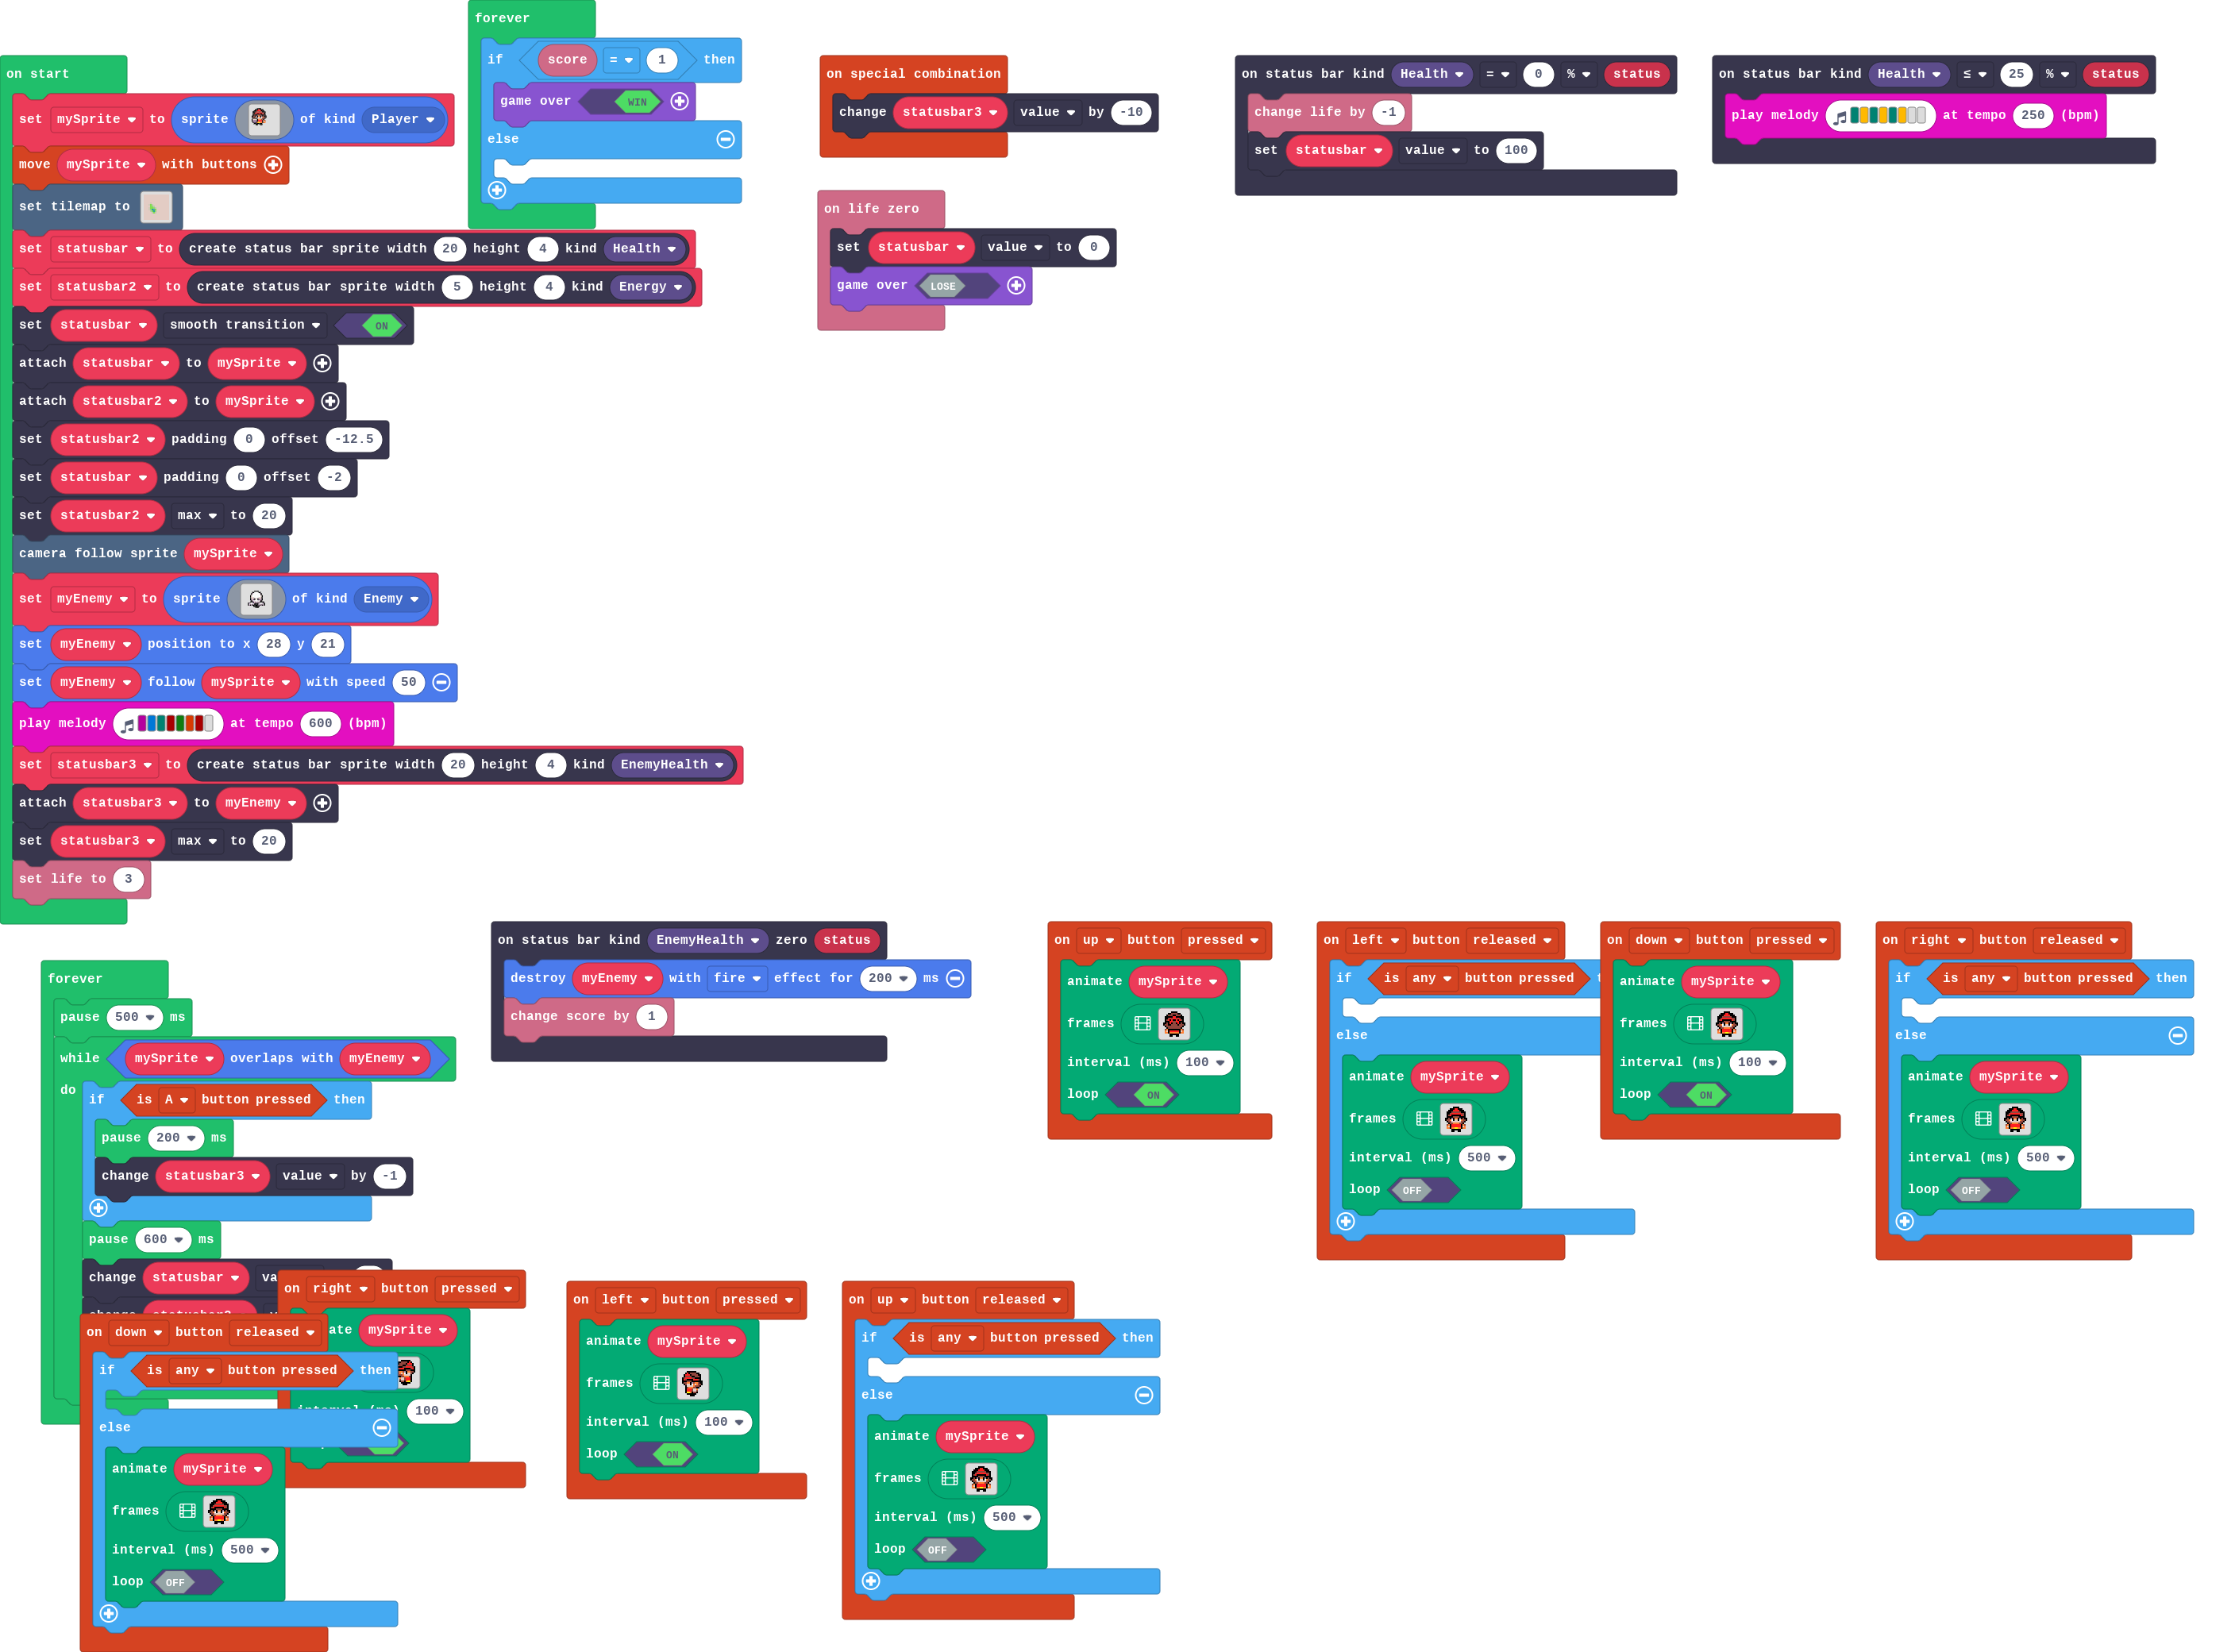 on start
set mySprite to sprite of kind Player
move mySprite with buttons
set tilemap to
set statusbar to create status bar sprite width 20 height 4 kind Health
set statusbar2 to create status bar sprite width 5 height 4 kind Energy
set statusbar smooth transition ON
attach statusbar to mySprite
attach statusbar2 to mySprite
set statusbar2 padding 0 offset -12.5
set statusbar padding 0 offset -2
set statusbar2 max to 20
camera follow sprite mySprite
set myEnemy to sprite of kind Enemy
set myEnemy position to x 28 y 21
set myEnemy follow mySprite with speed 50
play melody at tempo 600 (bpm)
set statusbar3 to create status bar sprite width 20 height 4 kind EnemyHealth
attach statusbar3 to myEnemy
set statusbar3 max to 20
set life to 3
forever
if score = 1 then
game over WIN
else
on special combination
change statusbar3 value by -10
on life zero
set statusbar value to 0
game over LOSE
on status bar kind Health = 0 % status
change life by -1
set statusbar value to 100
on status bar kind Health ≤ 25 % status
play melody at tempo 250 (bpm)
forever
pause 500 ms
while mySprite overlaps with myEnemy
do
if is A button pressed then
pause 200 ms
change statusbar3 value by -1
pause 600 ms
change statusbar va
on status bar kind EnemyHealth zero status
destroy myEnemy with fire effect for 200 ms
change score by 1
on up button pressed
animate mySprite
frames
interval (ms) 100
loop ON
on left button released
if is any button pressed
else
animate mySprite
frames
interval (ms) 500
loop OFF
on down button pressed
animate mySprite
frames
interval (ms) 100
loop ON
on right button released
if is any button pressed then
else
animate mySprite
frames
interval (ms) 500
loop OFF
on down button released
if is any button pressed then
else
animate mySprite
frames
interval (ms) 500
loop OFF
on right button pressed
ate mySprite
100
on left button pressed
animate mySprite
frames
interval (ms) 100
loop ON
on up button released
if is any button pressed then
else
animate mySprite
frames
interval (ms) 500
loop OFF